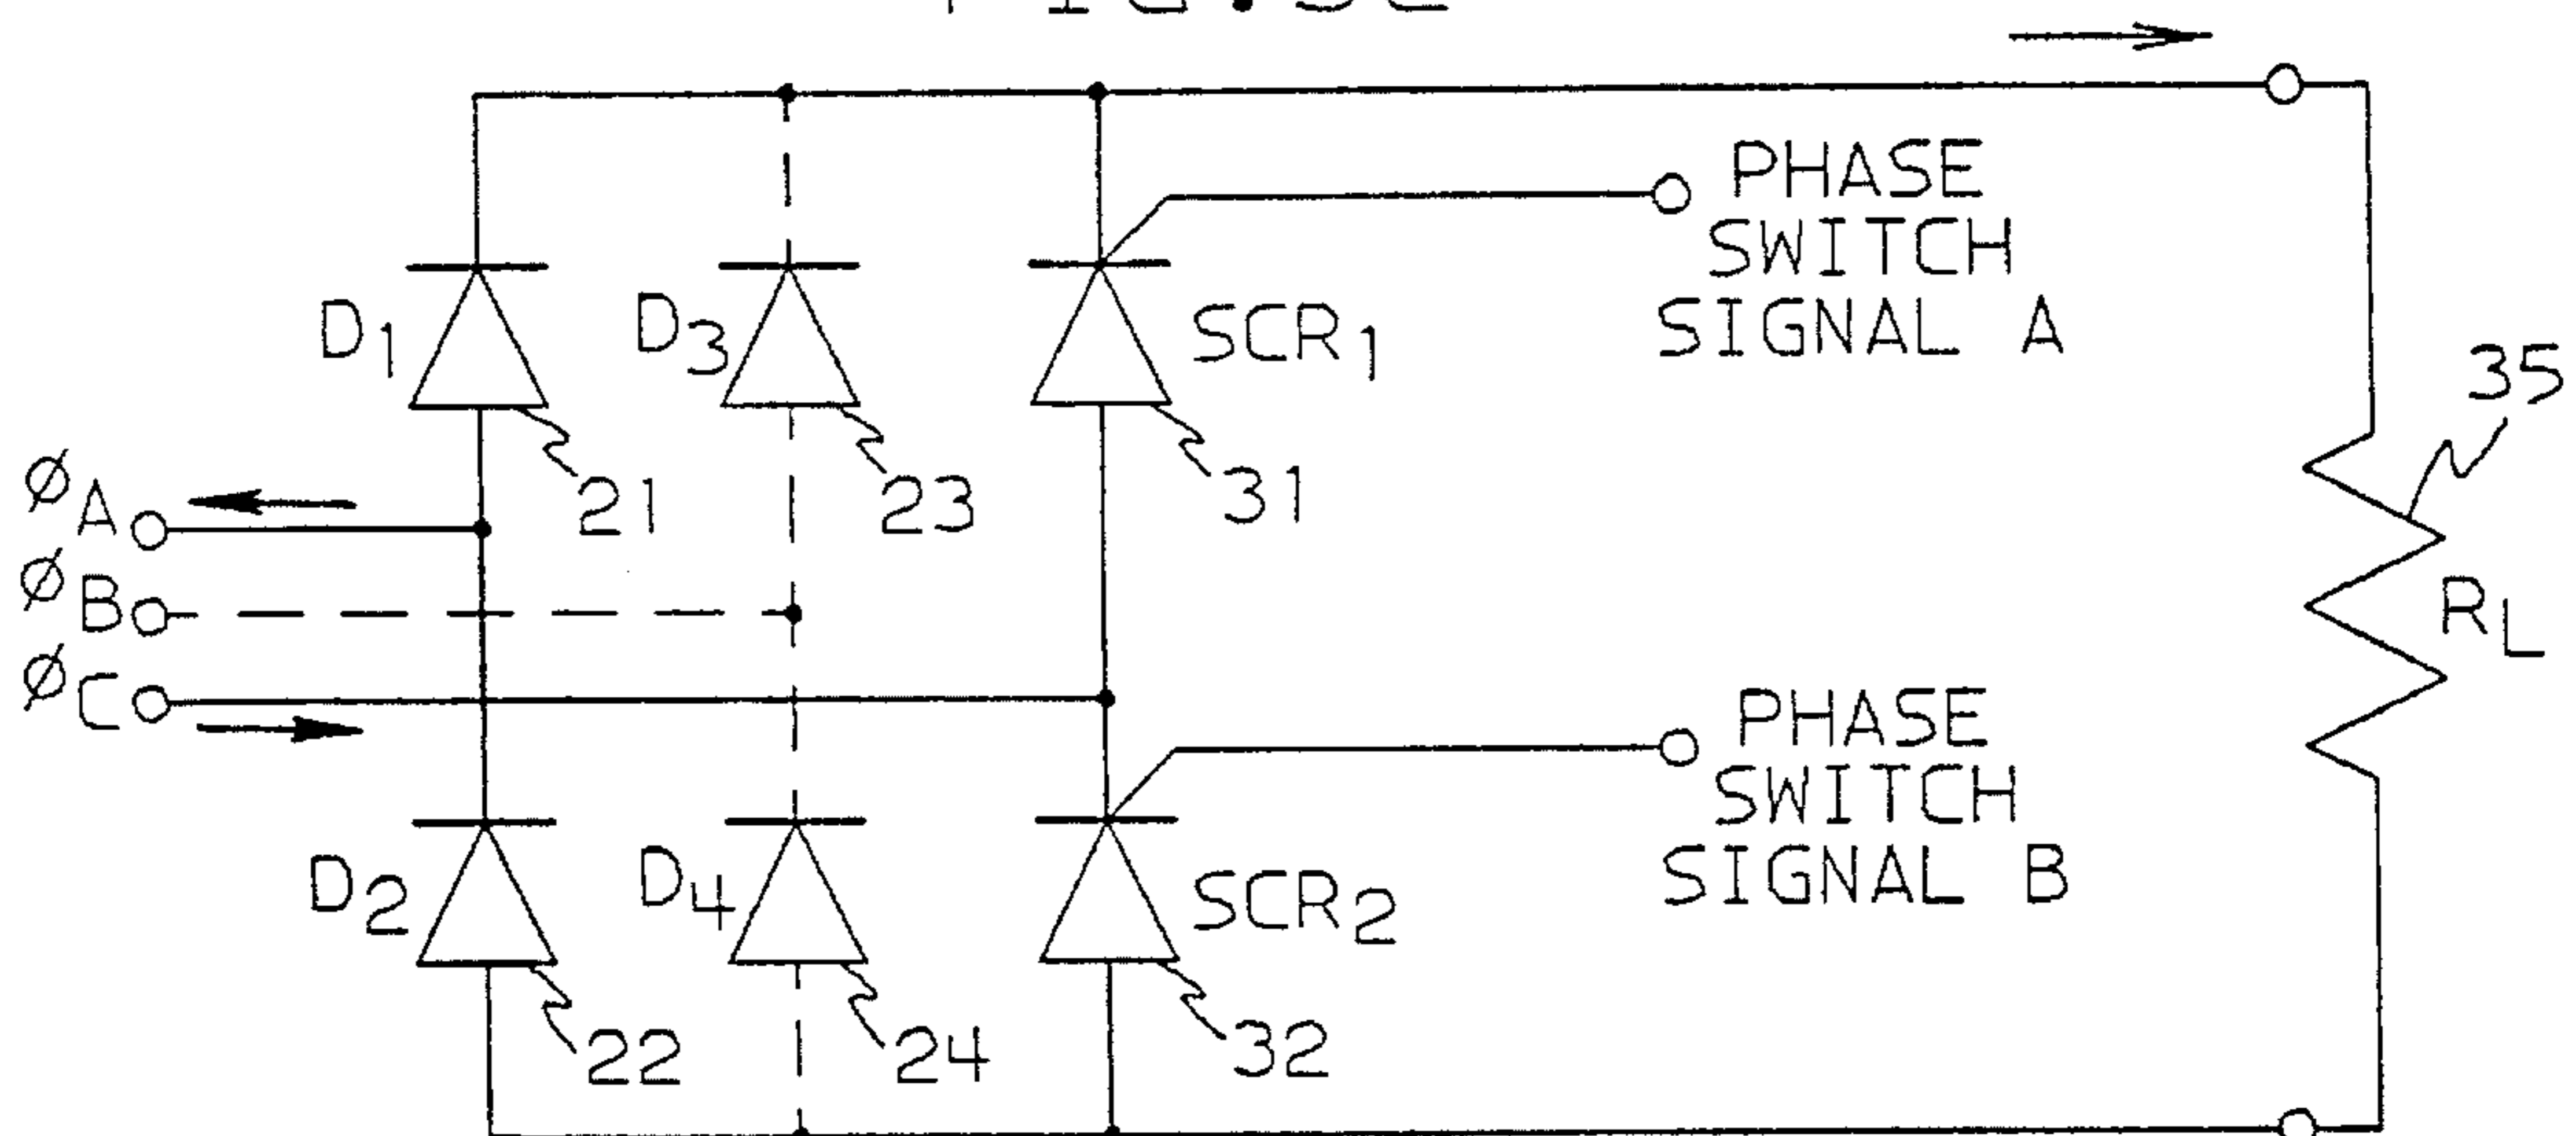 PHASE
SWITCH
SIGNAL A
D1
D3
SCR1
35
21
23
31
ØA
ØB
ØC
RL
PHASE
SWITCH
SIGNAL B
D2
D4
SCR2
22
24
32